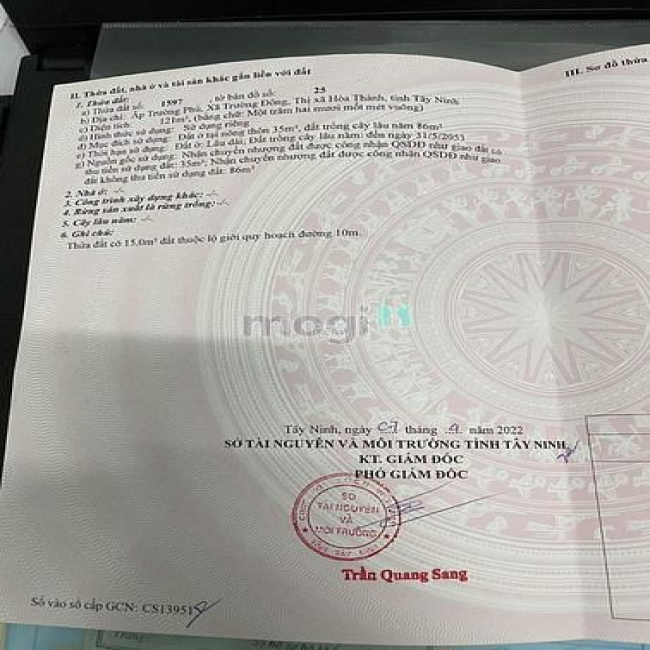 II. Thửa đất, nhà ở và tài sản khác gắn liền với đất
III. Sơ đồ thửa
1. Thửa đất:
a) Thửa đất số: 1597, tờ bản đồ số: 25
b) Địa chỉ: Ấp Trường Phú, Xã Trường Đông, Thị xã Hòa Thành, tỉnh Tây Ninh
c) Diện tích: 121m², (bằng chữ: Một trăm hai mươi mốt mét vuông)
d) Hình thức sử dụng: Sử dụng riêng
đ) Mục đích sử dụng: Đất ở tại nông thôn 35m², đất trồng cây lâu năm 86m²
e) Thời hạn sử dụng: Đất ở: Lâu dài; Đất trồng cây lâu năm: đến ngày 31/5/2053
g) Nguồn gốc sử dụng: Nhận chuyển nhượng đất được công nhận QSDĐ như giao đất có
thu tiền sử dụng đất: 35m²; Nhận chuyển nhượng đất được công nhận QSDĐ như giao
đất không thu tiền sử dụng đất: 86m²
2. Nhà ở: -/-
3. Công trình xây dựng khác: -/-
4. Rừng sản xuất là rừng trồng: -/-
5. Cây lâu năm: -/-
6. Ghi chú:
Thửa đất có 15.0m² đất thuộc lộ giới quy hoạch đường 10m.
mogi
Tây Ninh, ngày 07 tháng 9 năm 2022
SỞ TÀI NGUYÊN VÀ MÔI TRƯỜNG TỈNH TÂY NINH
KT. GIÁM ĐỐC
PHÓ GIÁM ĐỐC
SỞ
TÀI NGUYÊN
VÀ
MÔI TRƯỜNG
Trần Quang Sang
Số vào sổ cấp GCN: CS13951